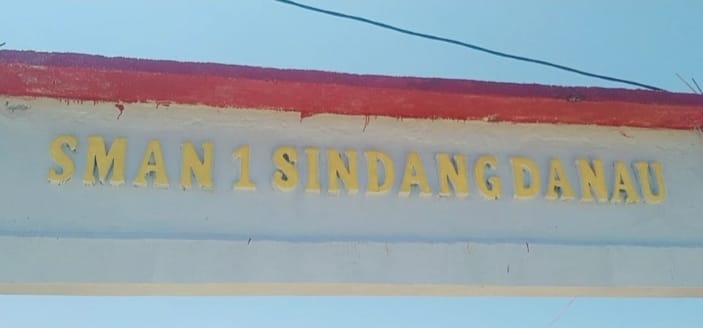 SMAN 1 SINDANG DANAU